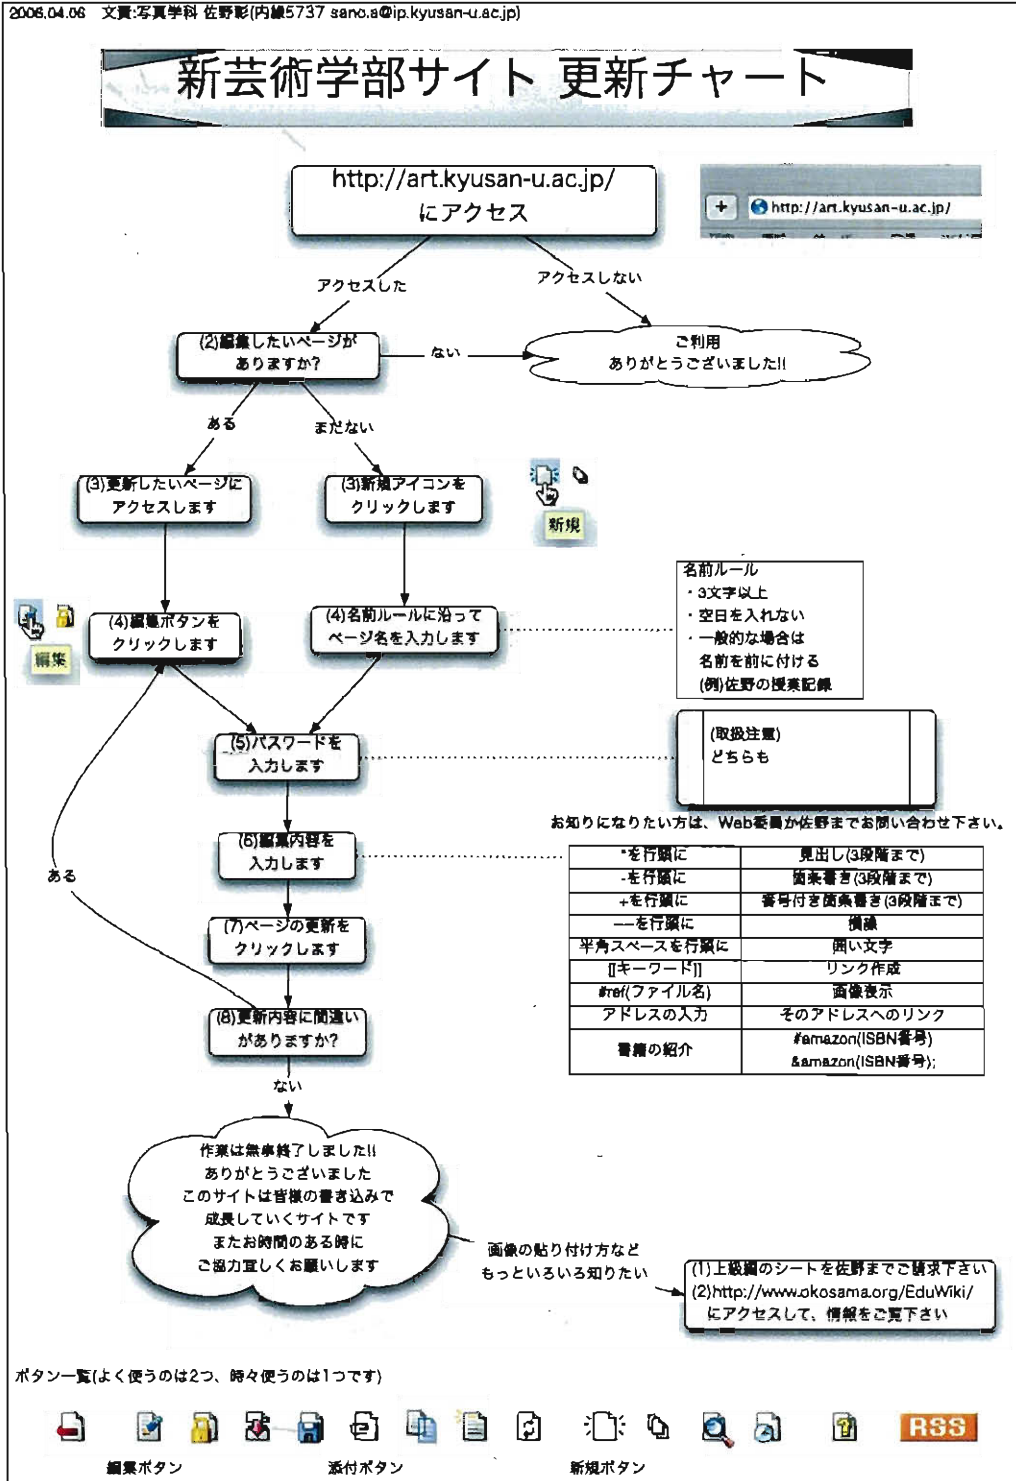 2006.04.06 文責:写真学科 佐野彰(内線5737 sano.a@ip.kyusan-u.ac.jp)
新芸術学部サイト 更新チャート
http://art.kyusan-u.ac.jp/
にアクセス
http://art.kyusan-u.ac.jp/
アクセスした
アクセスしない
(2)編集したいページが
ありますか?
ない
ご利用
ありがとうございました!!
ある
まだない
(3)更新したいページに
アクセスします
(3)新規アイコンを
クリックします
新規
名前ルール
・3文字以上
・空白を入れない
・一般的な場合は
名前を前に付ける
(例)佐野の授業記録
(4)編集ボタンを
クリックします
編集
(4)名前ルールに沿って
ページ名を入力します
(5)パスワードを
入力します
(取扱注意)
どちらも
お知りになりたい方は、Web委員か佐野までお問い合わせ下さい。
(6)編集内容を
入力します
*を行頭に 見出し(3段階まで)
-を行頭に 箇条書き(3段階まで)
+を行頭に 番号付き箇条書き(3段階まで)
----を行頭に 横線
半角スペースを行頭に 囲い文字
[[キーワード]] リンク作成
#ref(ファイル名) 画像表示
アドレスの入力 そのアドレスへのリンク
書籍の紹介 #amazon(ISBN番号)
&amazon(ISBN番号);
ある
(7)ページの更新を
クリックします
(8)更新内容に間違い
がありますか?
ない
作業は無事終了しました!!
ありがとうございました
このサイトは皆様の書き込みで
成長していくサイトです
またお時間のある時に
ご協力宜しくお願いします
画像の貼り付け方など
もっといろいろ知りたい
(1)上級編のシートを佐野までご請求下さい
(2)http://www.okosama.org/EduWiki/
にアクセスして、情報をご覧下さい
ボタン一覧(よく使うのは2つ、時々使うのは1つです)
RSS
編集ボタン
添付ボタン
新規ボタン